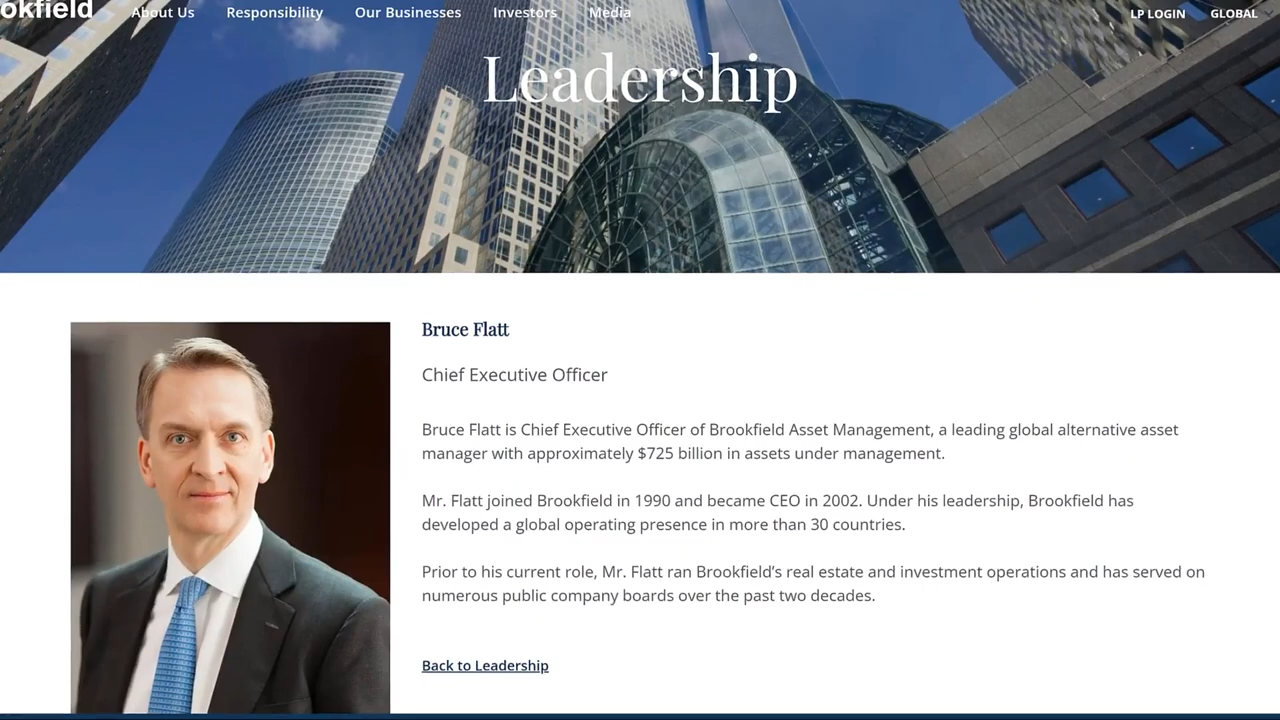 okfield About Us Responsibility Our Businesses Investors Media LP LOGIN GLOBAL
Leadership
Bruce Flatt
Chief Executive Officer
Bruce Flatt is Chief Executive Officer of Brookfield Asset Management, a leading global alternative asset
manager with approximately $725 billion in assets under management.
Mr. Flatt joined Brookfield in 1990 and became CEO in 2002. Under his leadership, Brookfield has
developed a global operating presence in more than 30 countries.
Prior to his current role, Mr. Flatt ran Brookfield’s real estate and investment operations and has served on
numerous public company boards over the past two decades.
Back to Leadership